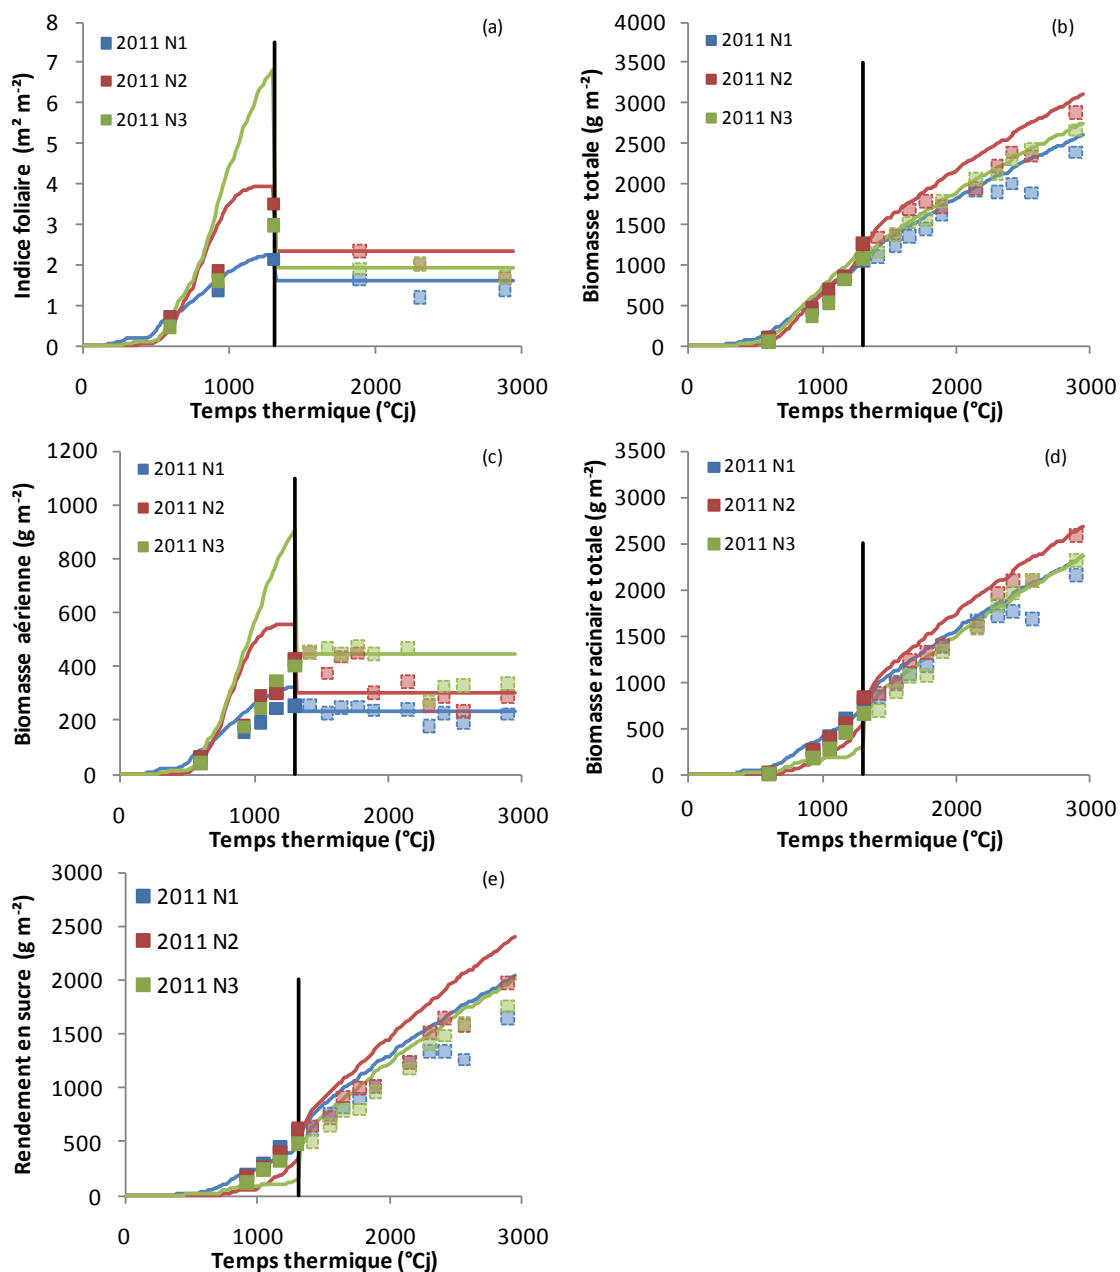 (a)
Indice foliaire (m² m⁻²)
8
7
6
5
4
3
2
1
0
2011 N1
2011 N2
2011 N3
0 1000 2000 3000
Temps thermique (°Cj)
(b)
Biomasse totale (g m⁻²)
4000
3500
3000
2500
2000
1500
1000
500
0
2011 N1
2011 N2
2011 N3
0 1000 2000 3000
Temps thermique (°Cj)
(c)
Biomasse aérienne (g m⁻²)
1200
1000
800
600
400
200
0
2011 N1
2011 N2
2011 N3
0 1000 2000 3000
Temps thermique (°Cj)
(d)
Biomasse racinaire totale (g m⁻²)
3500
3000
2500
2000
1500
1000
500
0
2011 N1
2011 N2
2011 N3
0 1000 2000 3000
Temps thermique (°Cj)
(e)
Rendement en sucre (g m⁻²)
3000
2500
2000
1500
1000
500
0
2011 N1
2011 N2
2011 N3
0 1000 2000 3000
Temps thermique (°Cj)